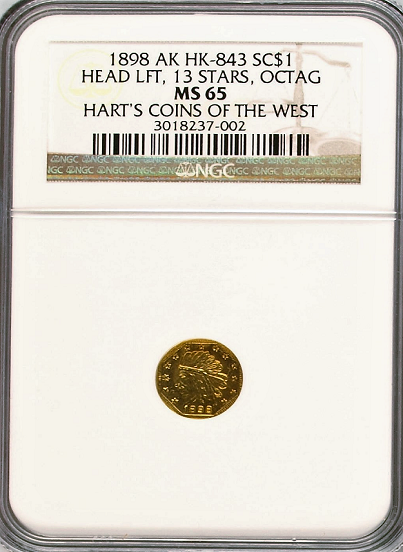 1898 AK HK-843 SC$1
HEAD LFT, 13 STARS, OCTAG
MS 65
HART'S COINS OF THE WEST
3018237-002
NGC
1898